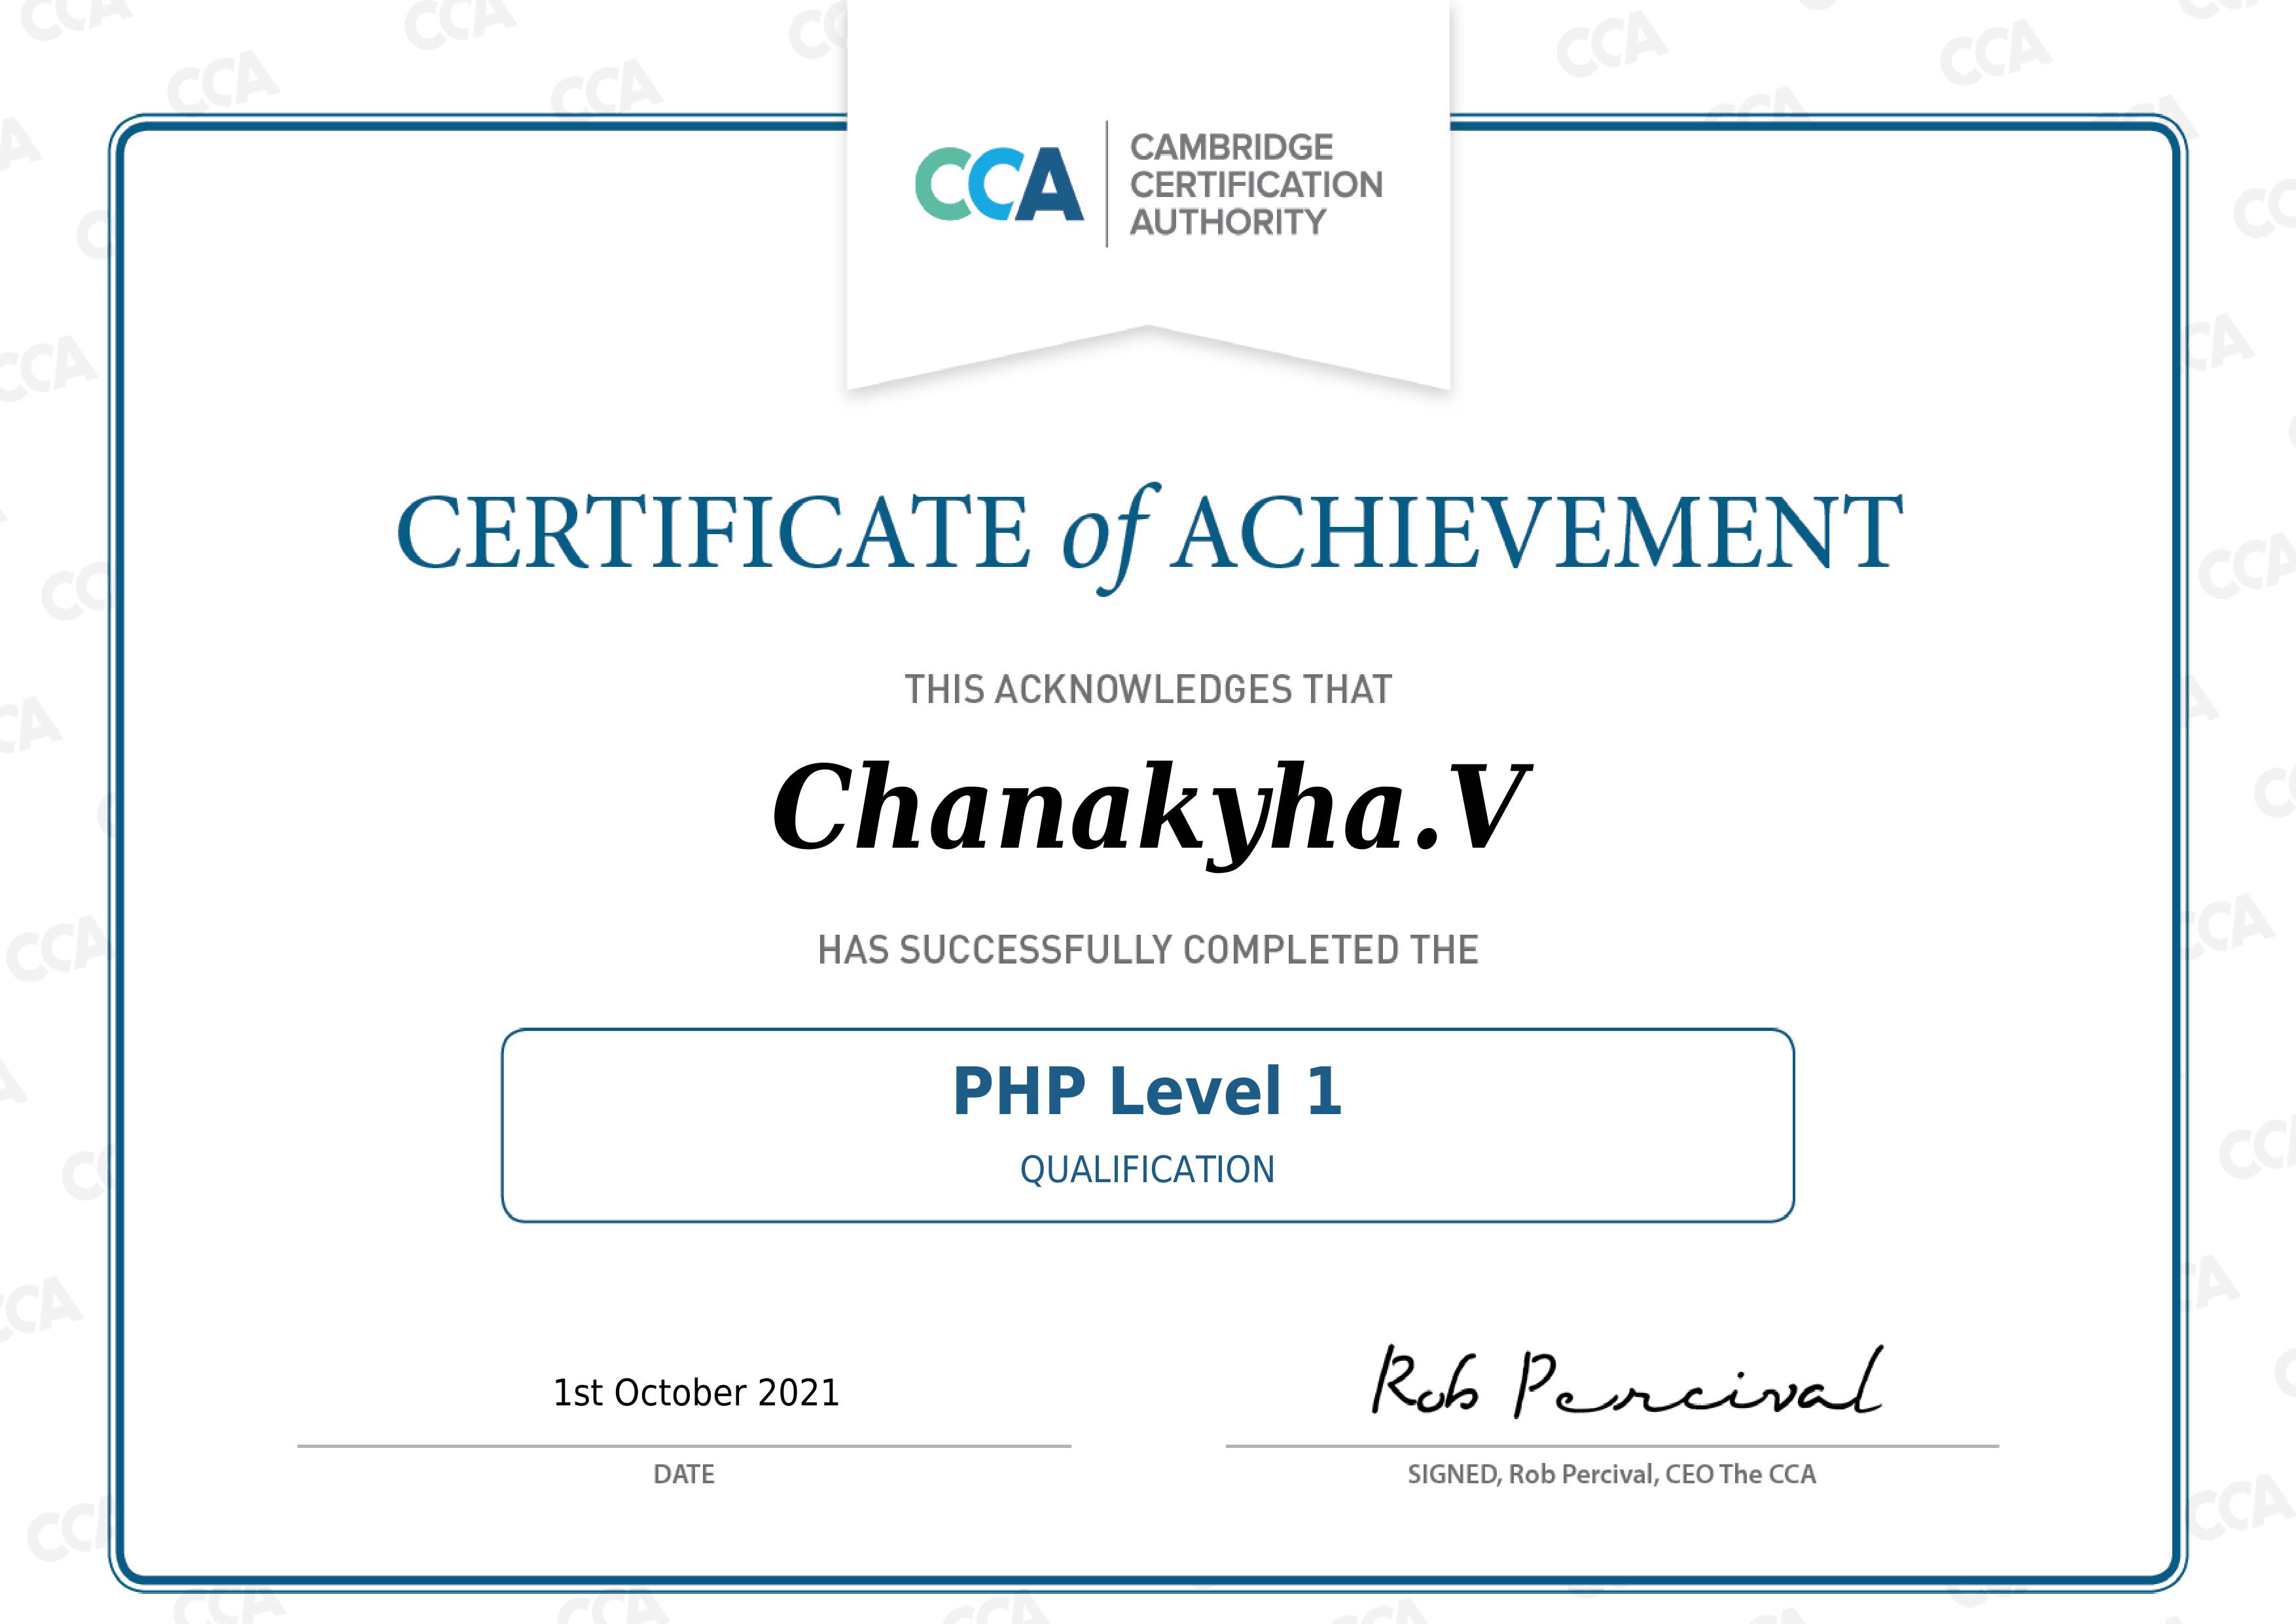 CCA
CAMBRIDGE
CERTIFICATION
AUTHORITY
CERTIFICATE of ACHIEVEMENT
THIS ACKNOWLEDGES THAT
Chanakyha.V
HAS SUCCESSFULLY COMPLETED THE
PHP Level 1
QUALIFICATION
1st October 2021
Rob Percival
DATE
SIGNED, Rob Percival, CEO The CCA